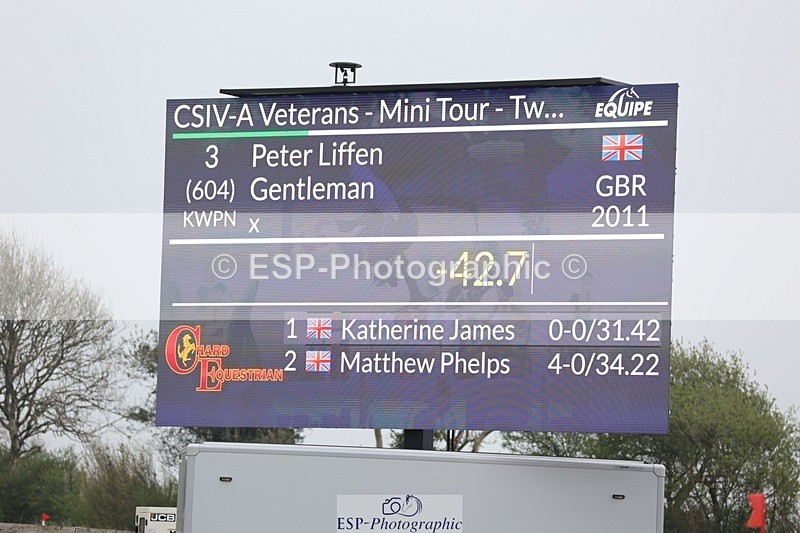 CSIV-A Veterans - Mini Tour - Tw...
EQUIPE
3 Peter Liffen
(604) Gentleman GBR
KWPN x 2011
-42.7
© ESP-Photographic ©
1 Katherine James 0-0/31.42
2 Matthew Phelps 4-0/34.22
CHARD
EQUESTRIAN
JCB
ESP-Photographic